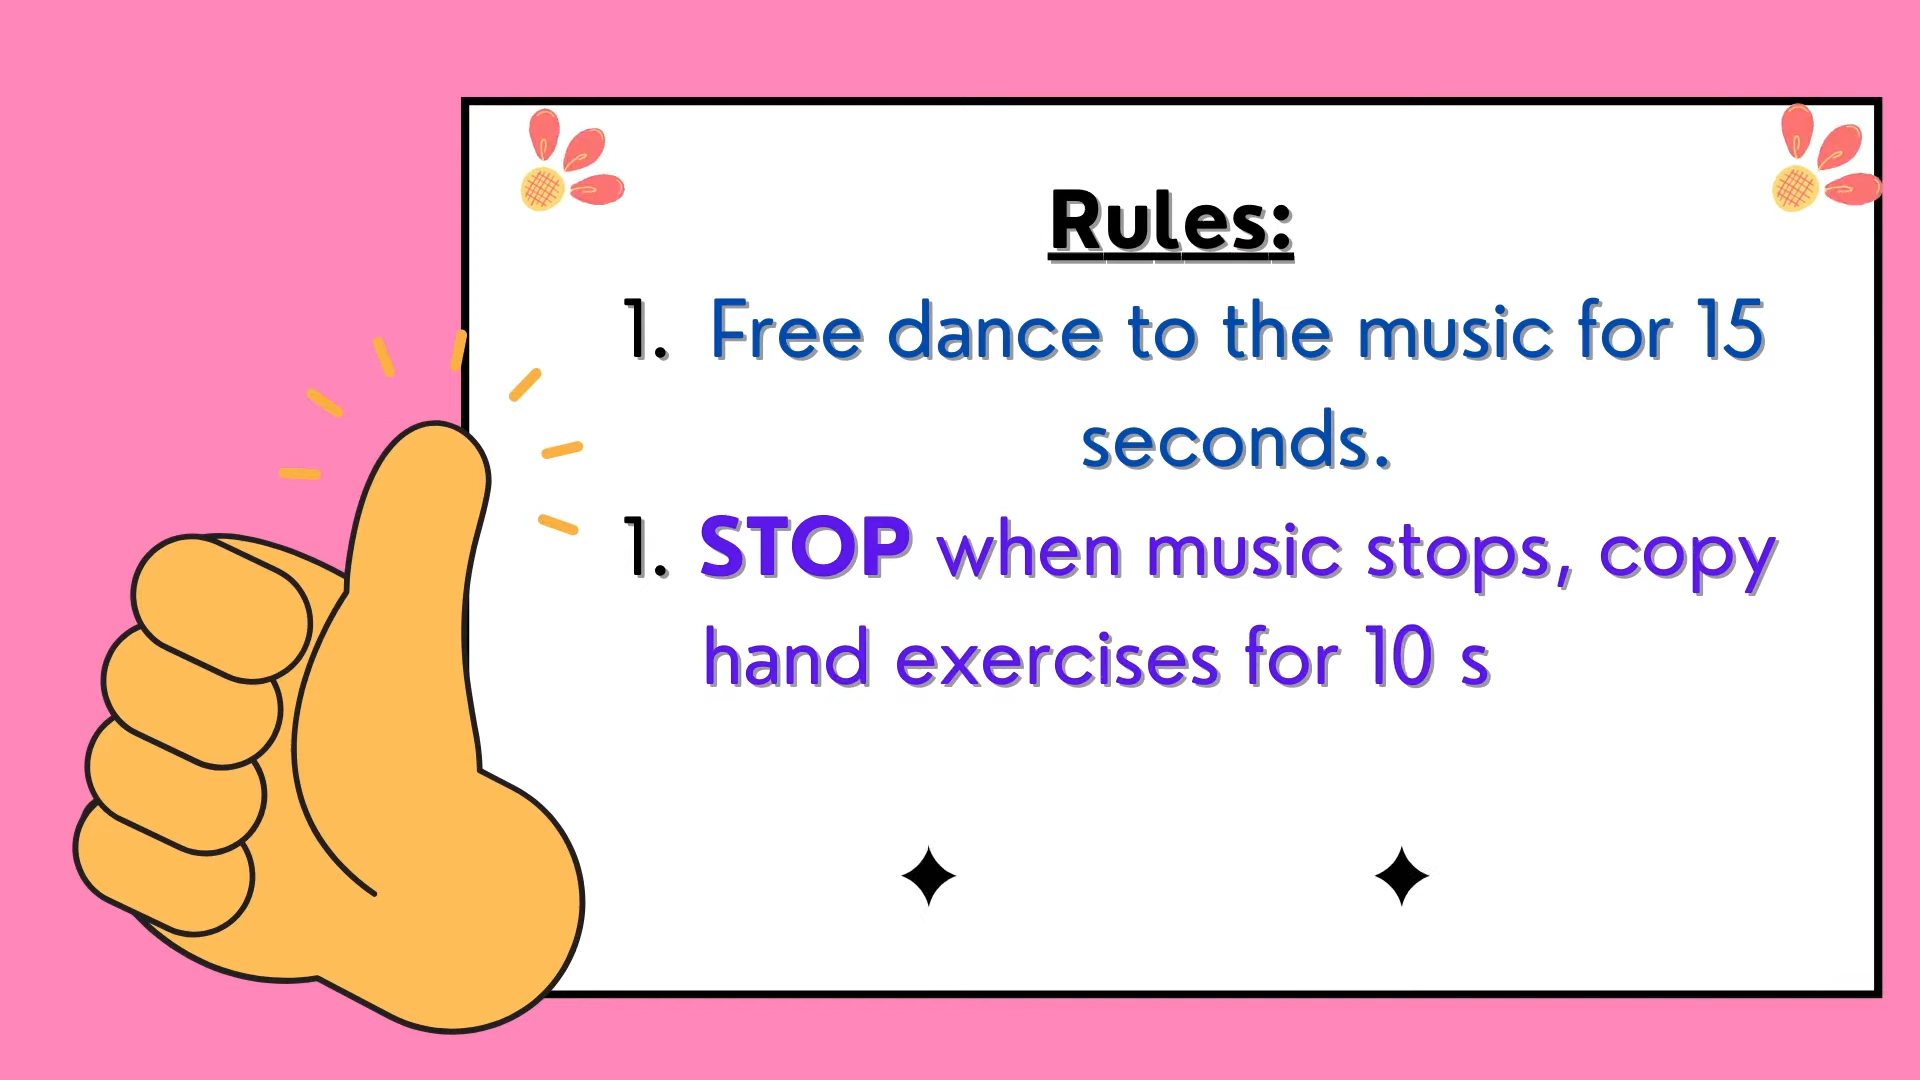 Rules:
1. Free dance to the music for 15
seconds.
1. STOP when music stops, copy
hand exercises for 10 s